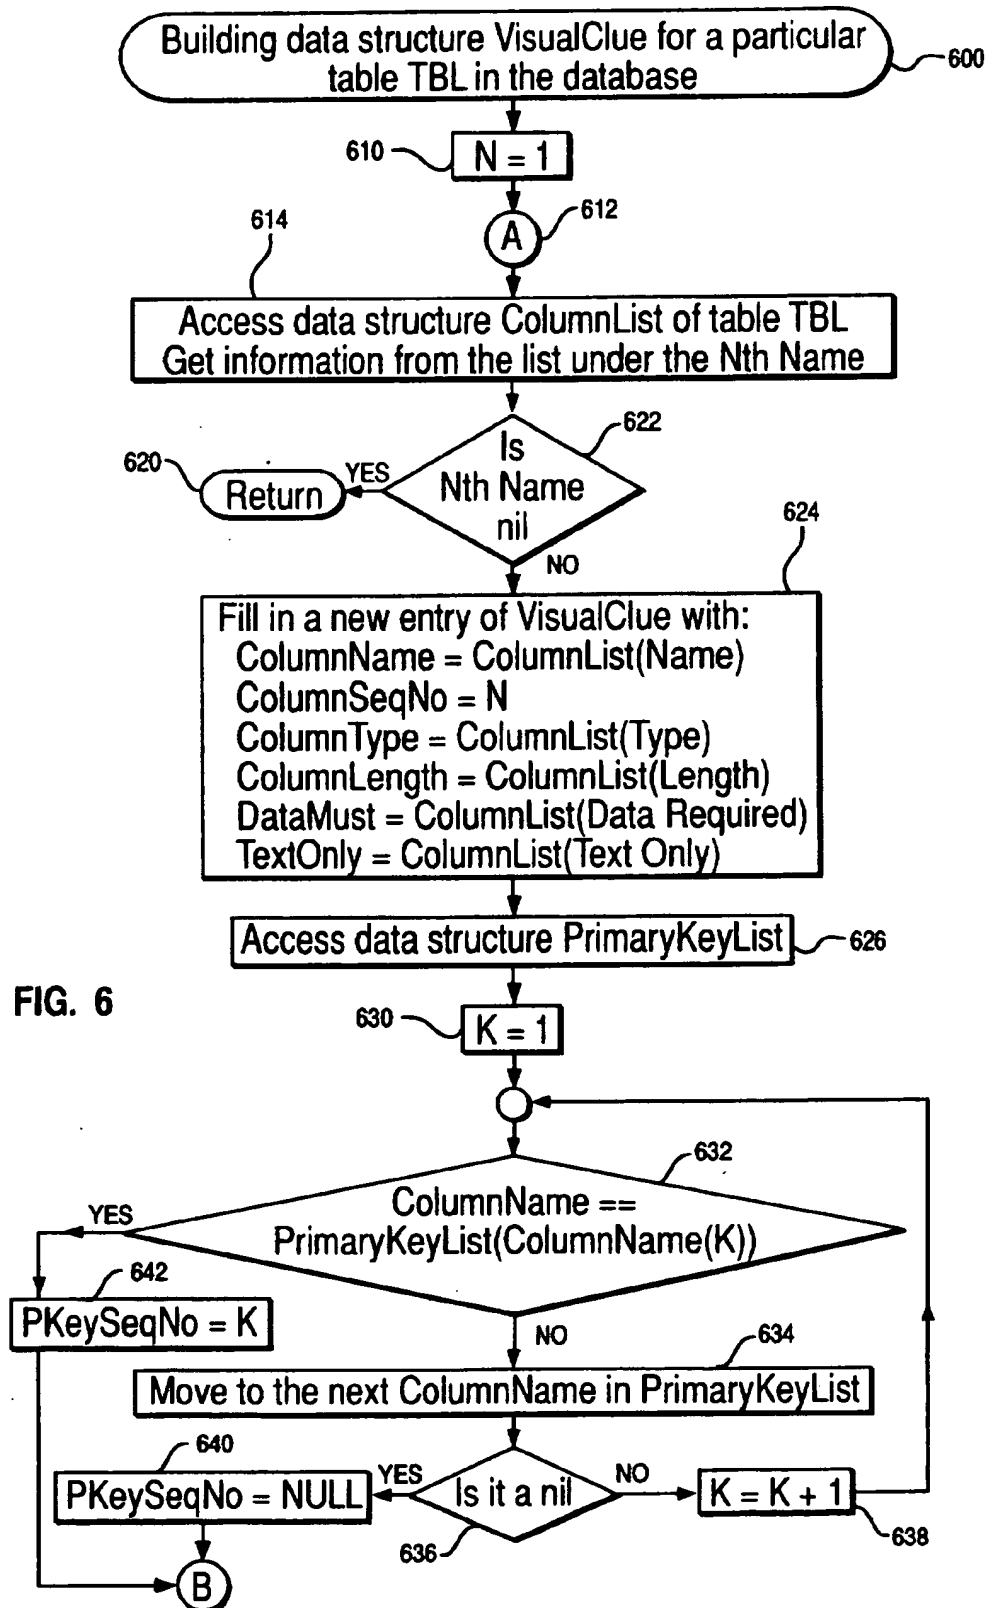 Building data structure VisualClue for a particular
table TBL in the database
600
610
N = 1
A
612
614
Access data structure ColumnList of table TBL
Get information from the list under the Nth Name
622
Is
Nth Name
nil
620
YES
Return
NO
624
Fill in a new entry of VisualClue with:
ColumnName = ColumnList(Name)
ColumnSeqNo = N
ColumnType = ColumnList(Type)
ColumnLength = ColumnList(Length)
DataMust = ColumnList(Data Required)
TextOnly = ColumnList(Text Only)
Access data structure PrimaryKeyList
626
FIG. 6
630
K = 1
632
ColumnName ==
PrimaryKeyList(ColumnName(K))
YES
642
PKeySeqNo = K
NO
634
Move to the next ColumnName in PrimaryKeyList
640
PKeySeqNo = NULL
YES
Is it a nil
NO
K = K + 1
636
638
B